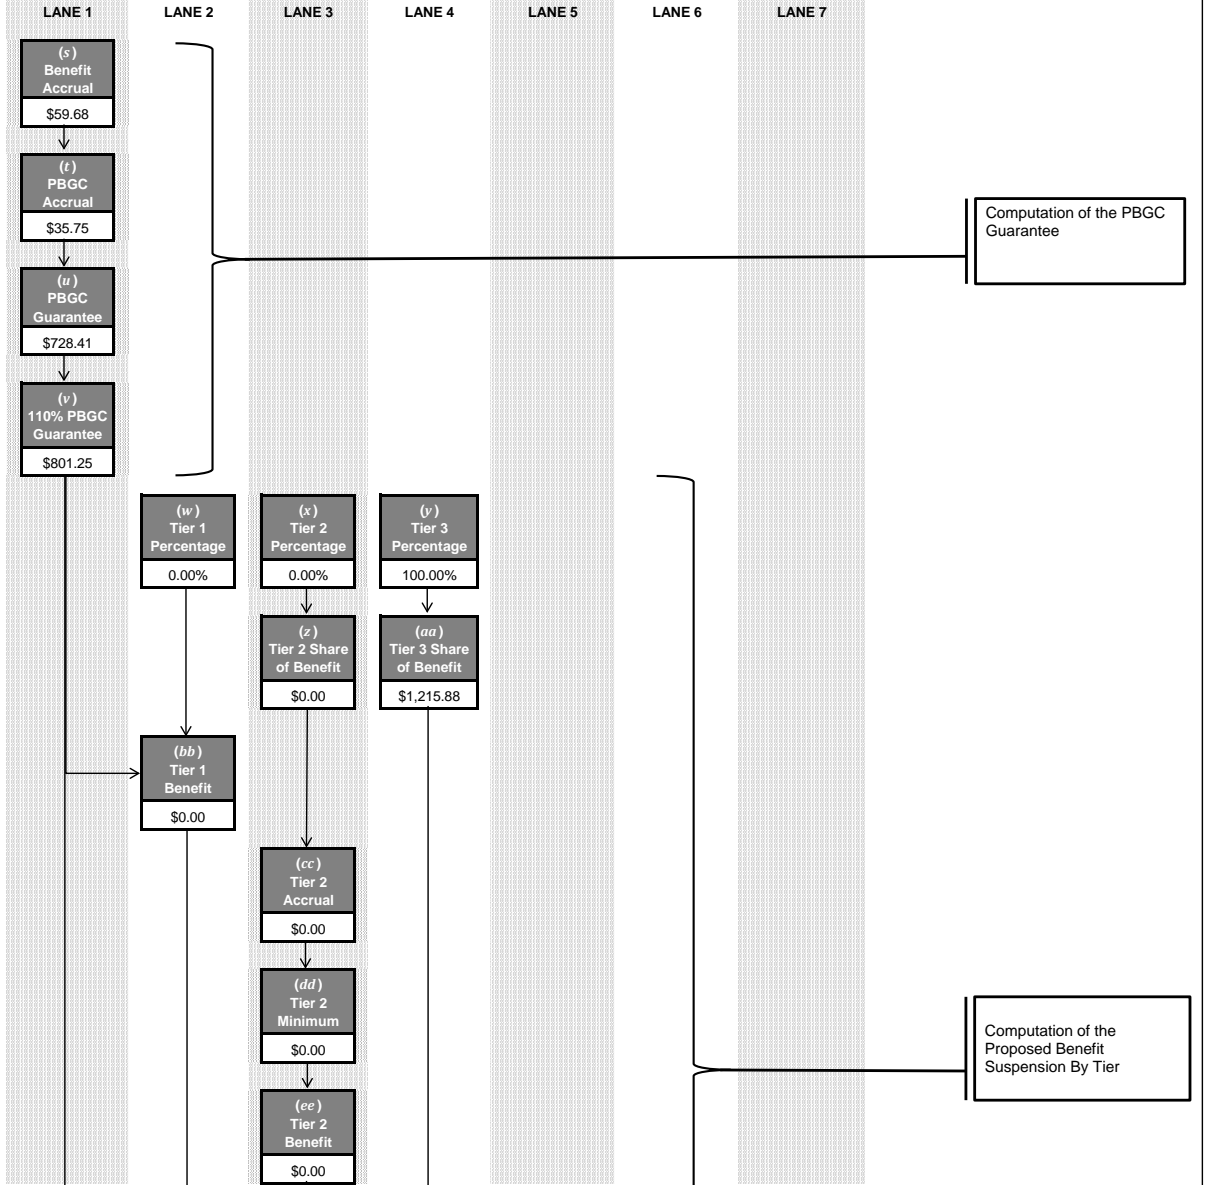 LANE 1 LANE 2 LANE 3 LANE 4 LANE 5 LANE 6 LANE 7
(s)
Benefit
Accrual
$59.68
(t)
PBGC
Accrual
$35.75
(u)
PBGC
Guarantee
$728.41
(v)
110% PBGC
Guarantee
$801.25
Computation of the PBGC
Guarantee
(w)
Tier 1
Percentage
0.00%
(x)
Tier 2
Percentage
0.00%
(y)
Tier 3
Percentage
100.00%
(z)
Tier 2 Share
of Benefit
$0.00
(aa)
Tier 3 Share
of Benefit
$1,215.88
(bb)
Tier 1
Benefit
$0.00
(cc)
Tier 2
Accrual
$0.00
(dd)
Tier 2
Minimum
$0.00
(ee)
Tier 2
Benefit
$0.00
Computation of the
Proposed Benefit
Suspension By Tier